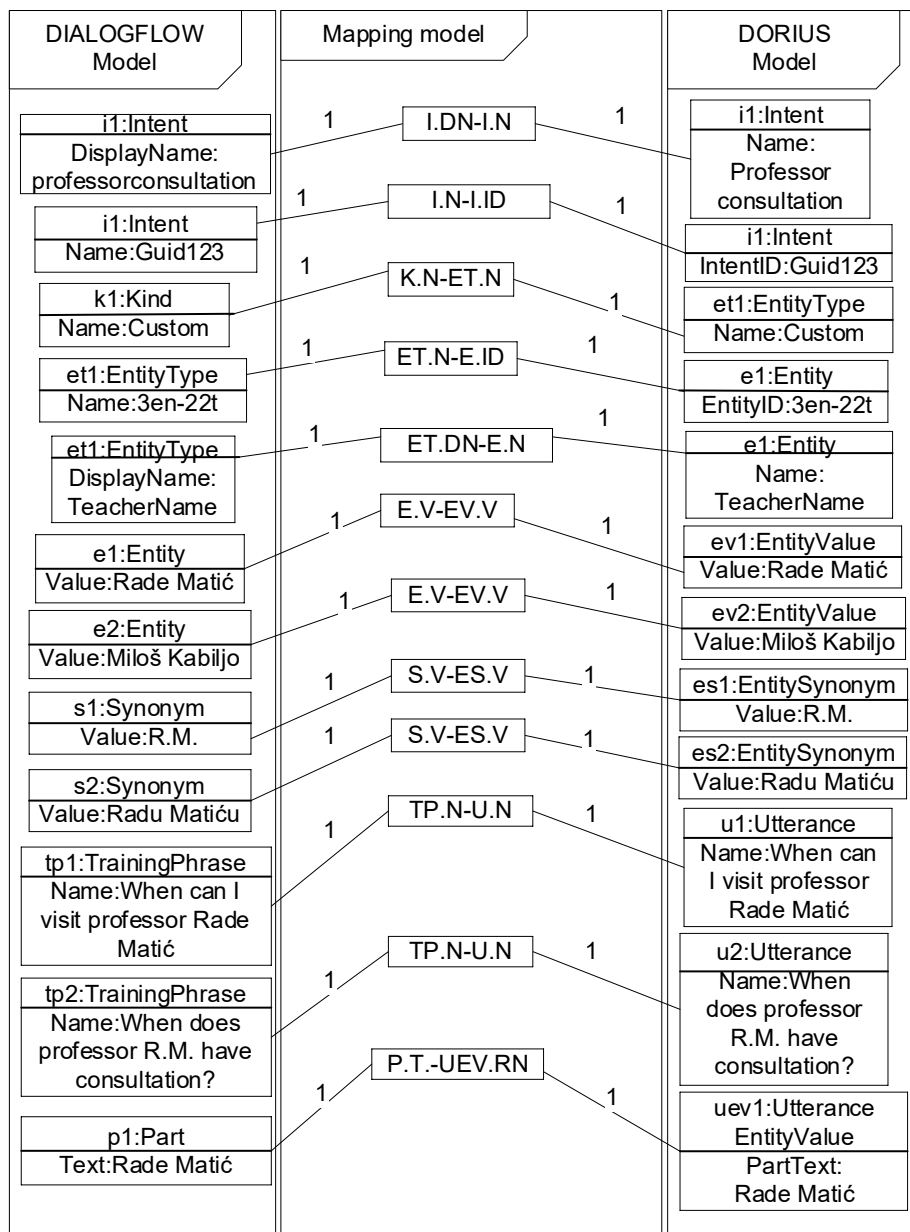 DIALOGFLOW
Model
Mapping model
DORIUS
Model
i1:Intent
DisplayName:
professorconsultation
1
I.DN-I.N
1
i1:Intent
Name:
Professor
consultation
i1:Intent
Name:Guid123
1
I.N-I.ID
1
i1:Intent
IntentID:Guid123
k1:Kind
Name:Custom
1
K.N-ET.N
1
et1:EntityType
Name:Custom
et1:EntityType
Name:3en-22t
1
ET.N-E.ID
1
e1:Entity
EntityID:3en-22t
et1:EntityType
DisplayName:
TeacherName
1
ET.DN-E.N
1
e1:Entity
Name:
TeacherName
e1:Entity
Value:Rade Matić
1
E.V-EV.V
1
ev1:EntityValue
Value:Rade Matić
e2:Entity
Value:Miloš Kabiljo
1
E.V-EV.V
1
ev2:EntityValue
Value:Miloš Kabiljo
s1:Synonym
Value:R.M.
1
S.V-ES.V
1
es1:EntitySynonym
Value:R.M.
s2:Synonym
Value:Radu Matiću
1
S.V-ES.V
1
es2:EntitySynonym
Value:Radu Matiću
tp1:TrainingPhrase
Name:When can I
visit professor Rade
Matić
1
TP.N-U.N
1
u1:Utterance
Name:When can
I visit professor
Rade Matić
tp2:TrainingPhrase
Name:When does
professor R.M. have
consultation?
1
TP.N-U.N
1
u2:Utterance
Name:When
does professor
R.M. have
consultation?
p1:Part
Text:Rade Matić
1
P.T.-UEV.RN
1
uev1:Utterance
EntityValue
PartText:
Rade Matić